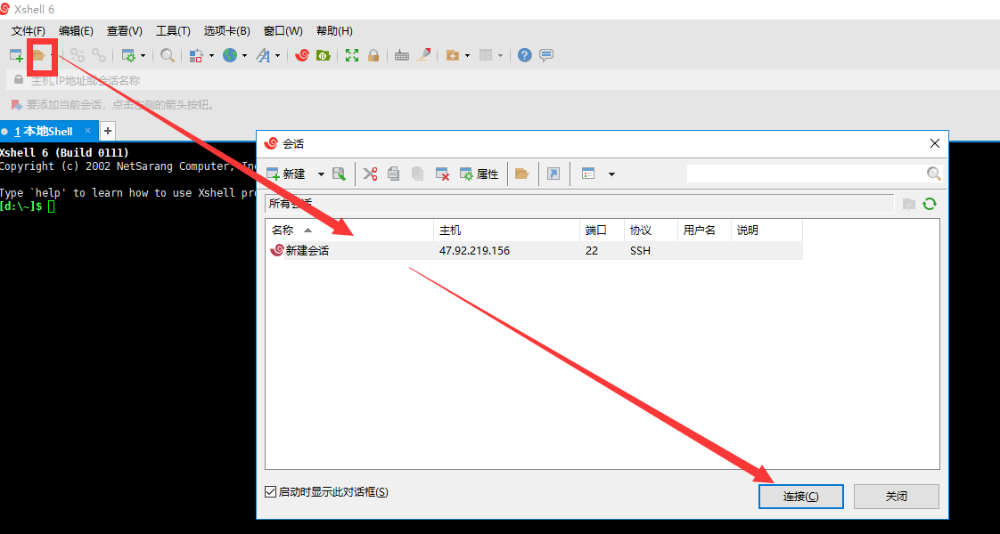 Xshell 6
文件(F) 编辑(E) 查看(V) 工具(T) 选项卡(B) 窗口(W) 帮助(H)
主机,IP地址或会话名称
要添加当前会话，点击左侧的箭头按钮。
1 本地Shell × +
Xshell 6 (Build 0111)
Copyright (c) 2002 NetSarang Computer, Inc
Type `help' to learn how to use Xshell pro
[d:\~]$
会话
新建 属性
所有会话
名称 主机 端口 协议 用户名 说明
新建会话 47.92.219.156 22 SSH
启动时显示此对话框(S)
连接(C) 关闭